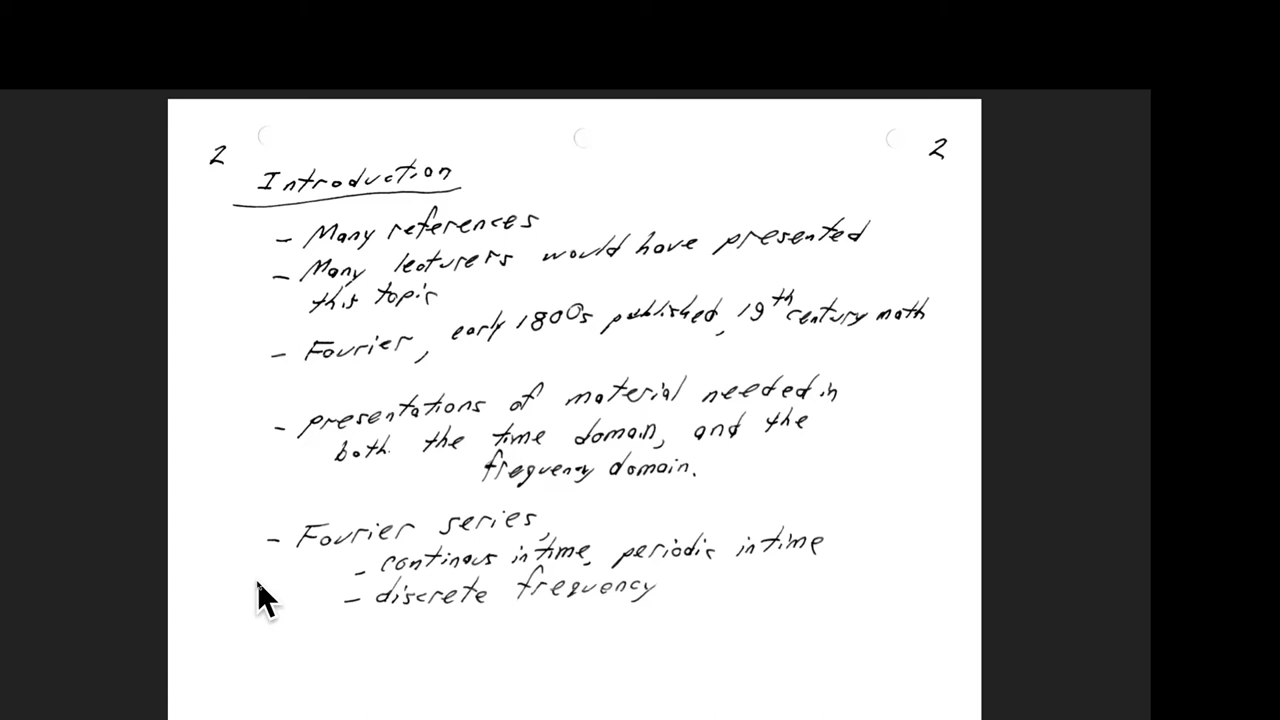 2 2
Introduction
- Many references
- Many lecturers would have presented
this topic
- Fourier, early 1800s published, 19th century math
- presentations of material needed in
both the time domain, and the
frequency domain.
- Fourier series,
- continous in time, periodic in time
- discrete frequency